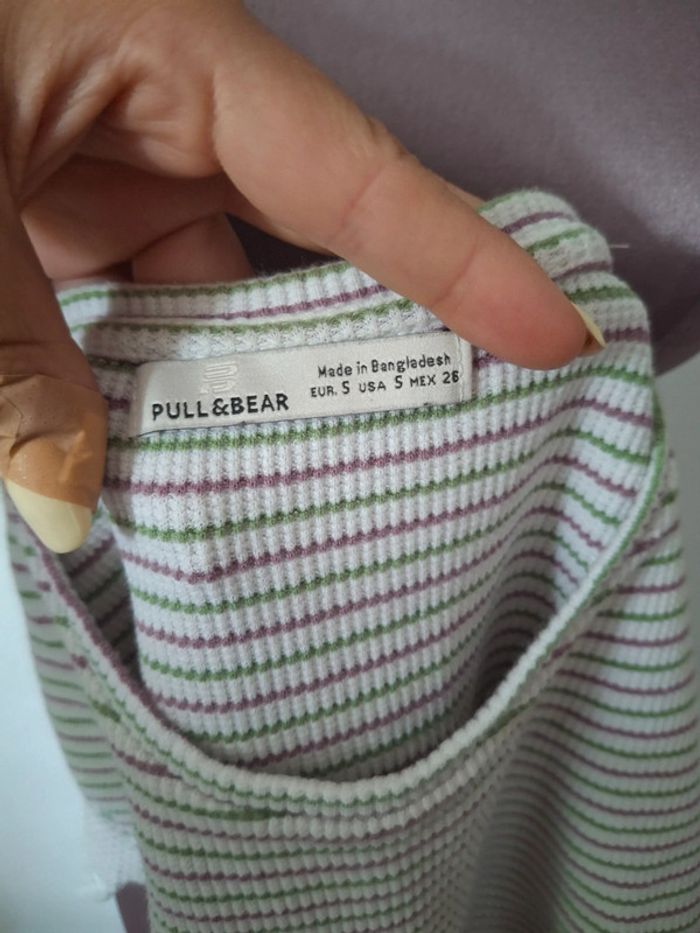 PULL&BEAR
Made in Bangladesh
EUR. S USA S MEX 26